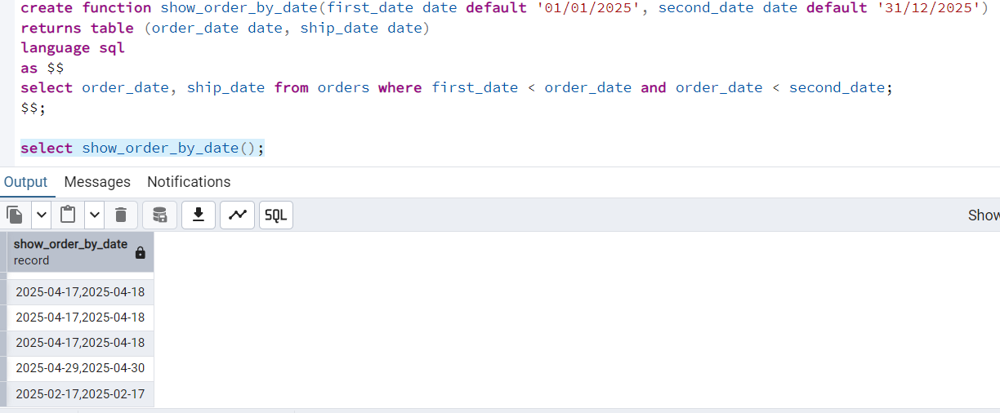 create function show_order_by_date(first_date date default '01/01/2025', second_date date default '31/12/2025')
returns table (order_date date, ship_date date)
language sql
as $$
select order_date, ship_date from orders where first_date < order_date and order_date < second_date;
$$;
select show_order_by_date();
Output Messages Notifications
SQL
Show
show_order_by_date
record
2025-04-17,2025-04-18
2025-04-17,2025-04-18
2025-04-17,2025-04-18
2025-04-29,2025-04-30
2025-02-17,2025-02-17